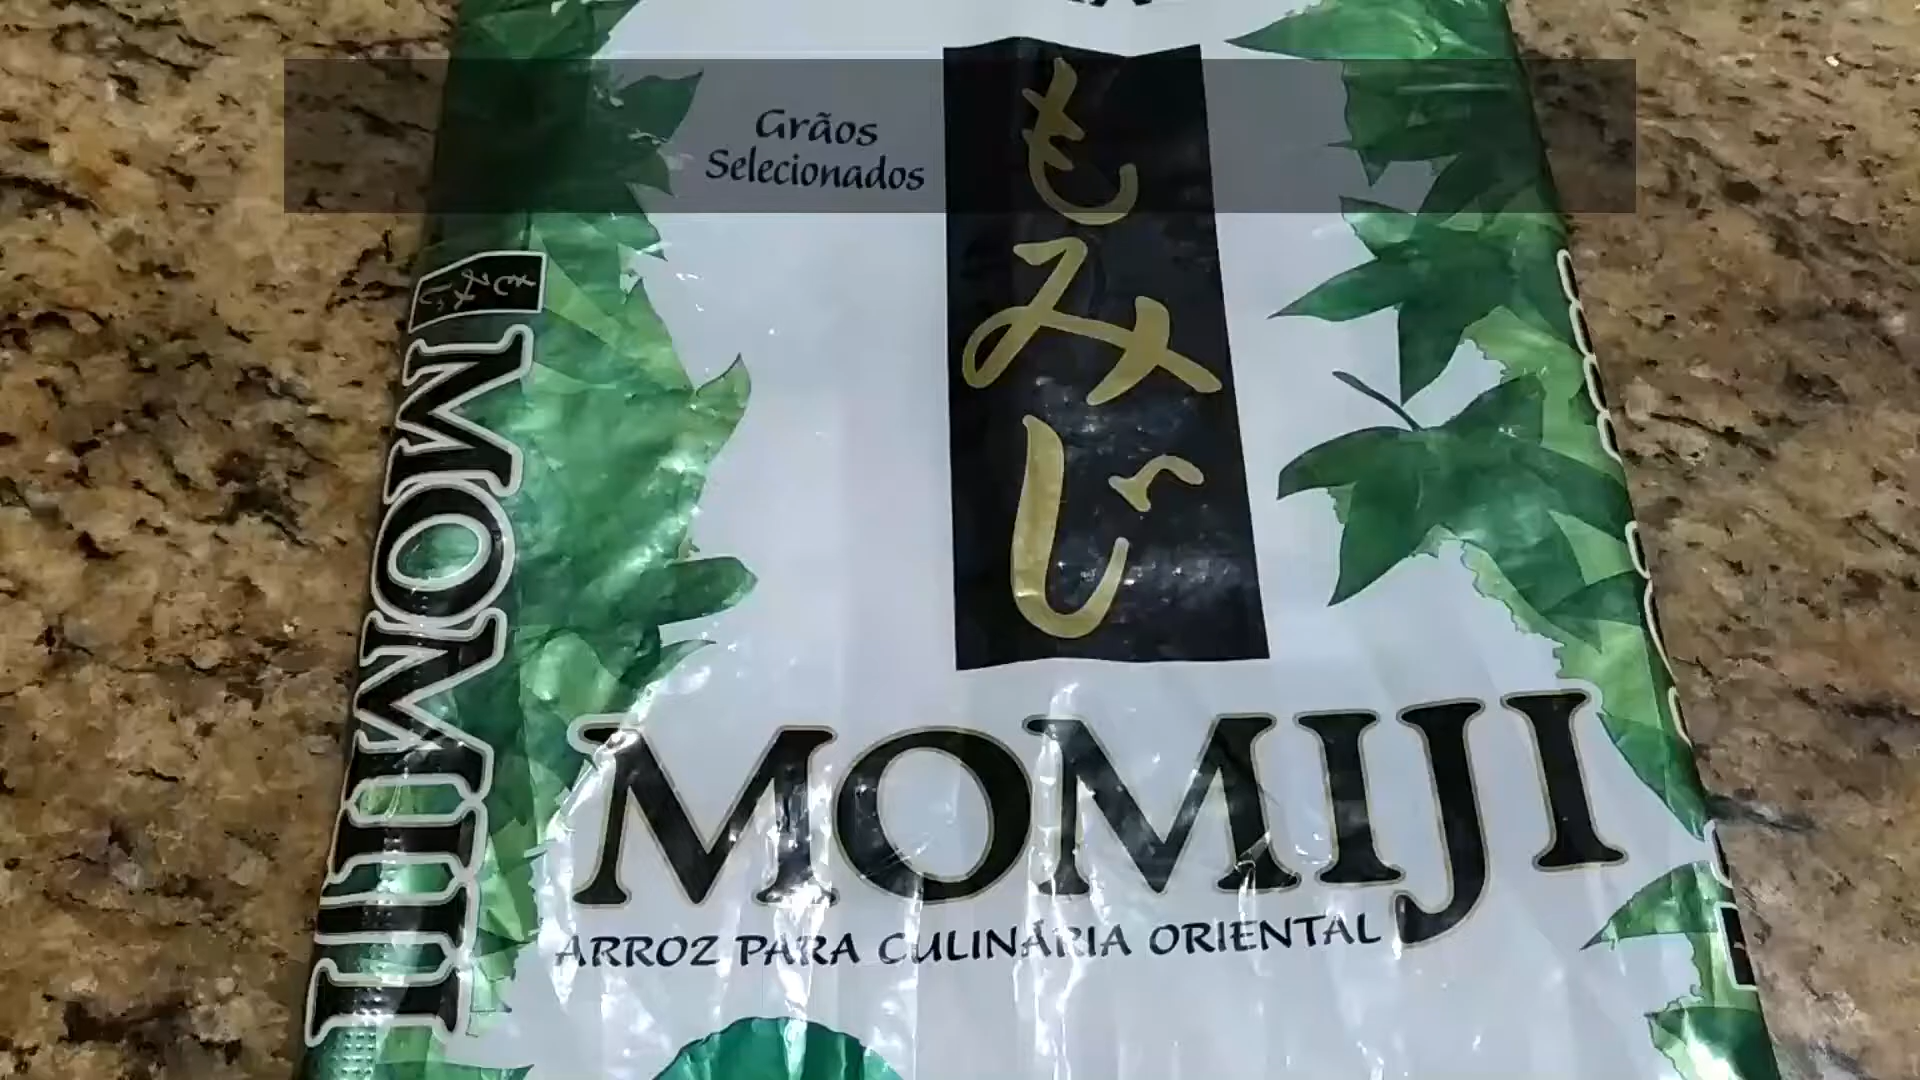 Grãos
Selecionados
もみじ
もみじ
MOMIJI
MOMIJI
ARROZ PARA CULINÁRIA ORIENTAL